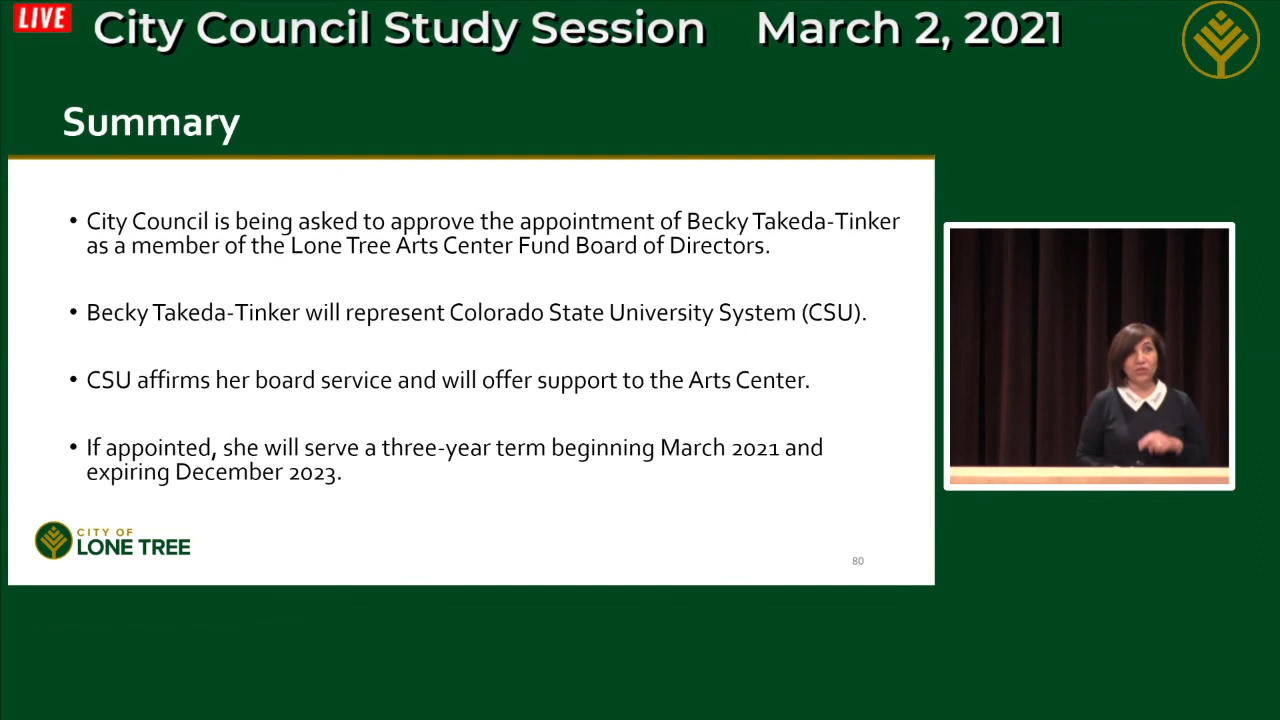 LIVE
City Council Study Session March 2, 2021
Summary
• City Council is being asked to approve the appointment of Becky Takeda-Tinker
as a member of the Lone Tree Arts Center Fund Board of Directors.
• Becky Takeda-Tinker will represent Colorado State University System (CSU).
• CSU affirms her board service and will offer support to the Arts Center.
• If appointed, she will serve a three-year term beginning March 2021 and
expiring December 2023.
CITY OF
LONE TREE
80